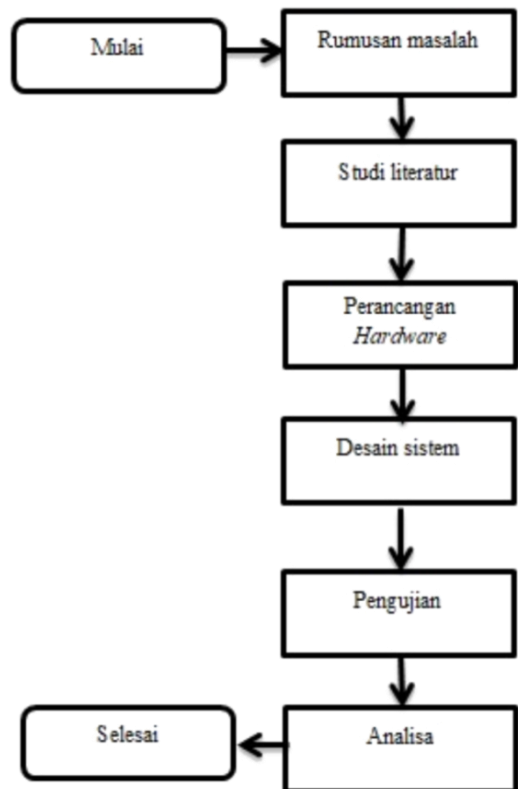 Mulai
Rumusan masalah
Studi literatur
Perancangan
Hardware
Desain sistem
Pengujian
Analisa
Selesai